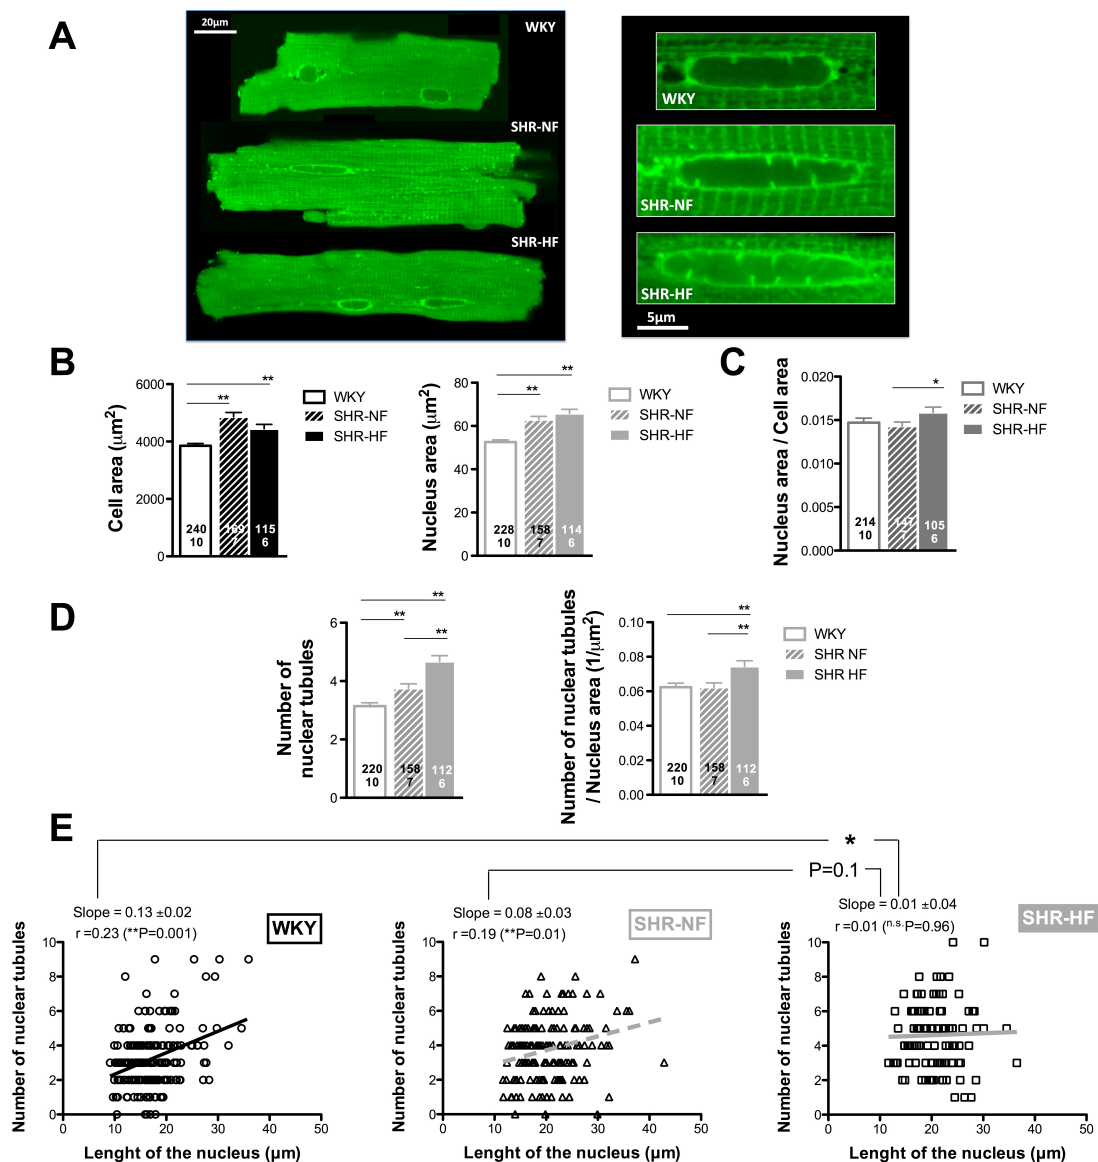 A
20µm
WKY
SHR-NF
SHR-HF
WKY
SHR-NF
SHR-HF
5µm
B
Cell area (µm2)
6000
4000
2000
0
**
**
240
10
169
7
115
6
WKY
SHR-NF
SHR-HF
Nucleus area (µm2)
80
60
40
20
0
**
**
228
10
158
7
114
6
WKY
SHR-NF
SHR-HF
C
Nucleus area / Cell area
0.020
0.015
0.010
0.005
0.000
*
214
10
147
7
105
6
WKY
SHR-NF
SHR-HF
D
Number of
nuclear tubules
6
4
2
0
**
**
**
220
10
158
7
112
6
Number of nuclear tubules
/ Nucleus area (1/µm2)
0.10
0.08
0.06
0.04
0.02
0.00
**
**
220
10
158
7
112
6
WKY
SHR NF
SHR HF
E
*
P=0.1
Slope = 0.13 ±0.02
r =0.23 (**P=0.001)
WKY
Number of nuclear tubules
10
8
6
4
2
0
0 10 20 30 40 50
Lenght of the nucleus (µm)
Slope = 0.08 ±0.03
r =0.19 (**P=0.01)
SHR-NF
Number of nuclear tubules
10
8
6
4
2
0
0 10 20 30 40 50
Lenght of the nucleus (µm)
Slope = 0.01 ±0.04
r =0.01 (n.s.P=0.96)
SHR-HF
Number of nuclear tubules
10
8
6
4
2
0
0 10 20 30 40 50
Lenght of the nucleus (µm)